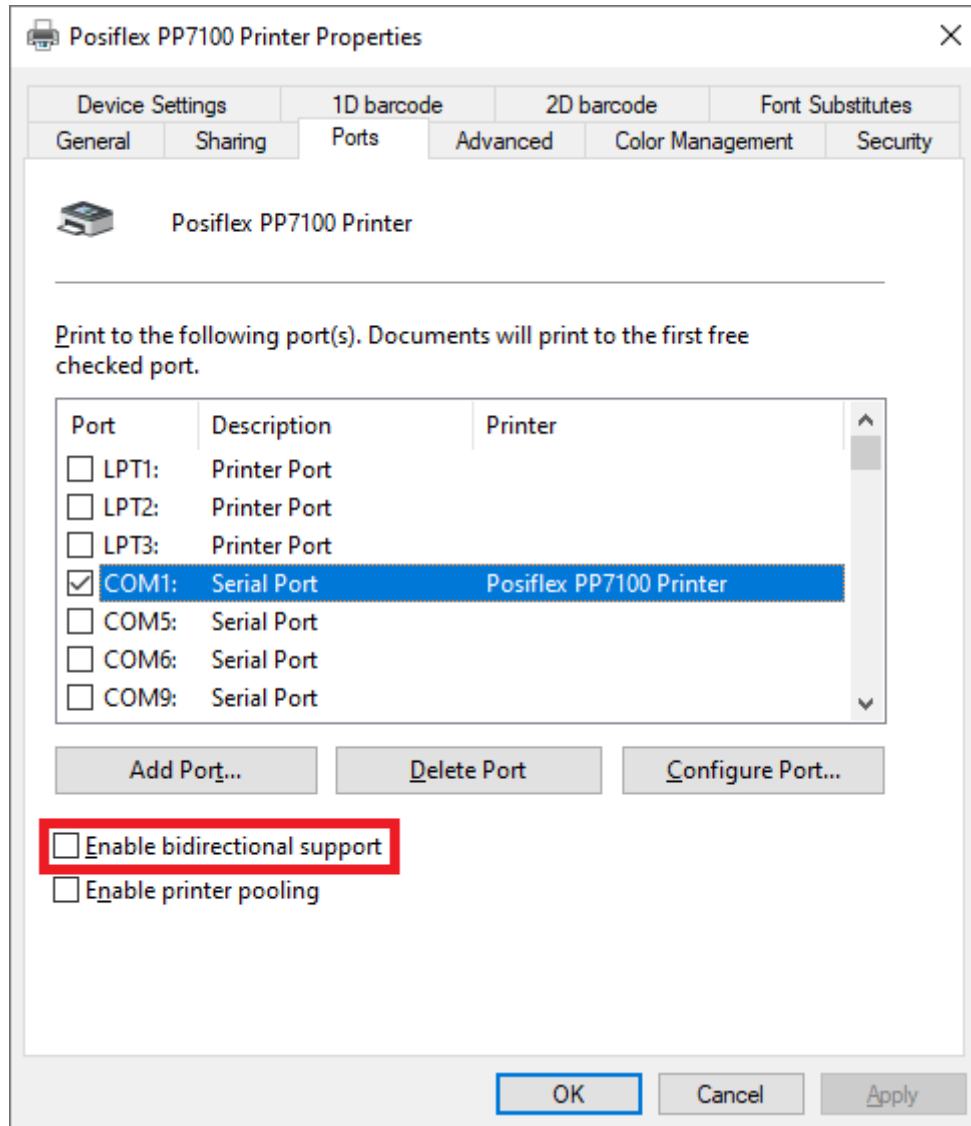 Posiflex PP7100 Printer Properties
Device Settings 1D barcode 2D barcode Font Substitutes
General Sharing Ports Advanced Color Management Security
Posiflex PP7100 Printer
Print to the following port(s). Documents will print to the first free
checked port.
Port Description Printer
LPT1: Printer Port
LPT2: Printer Port
LPT3: Printer Port
COM1: Serial Port Posiflex PP7100 Printer
COM5: Serial Port
COM6: Serial Port
COM9: Serial Port
Add Port... Delete Port Configure Port...
Enable bidirectional support
Enable printer pooling
OK Cancel Apply